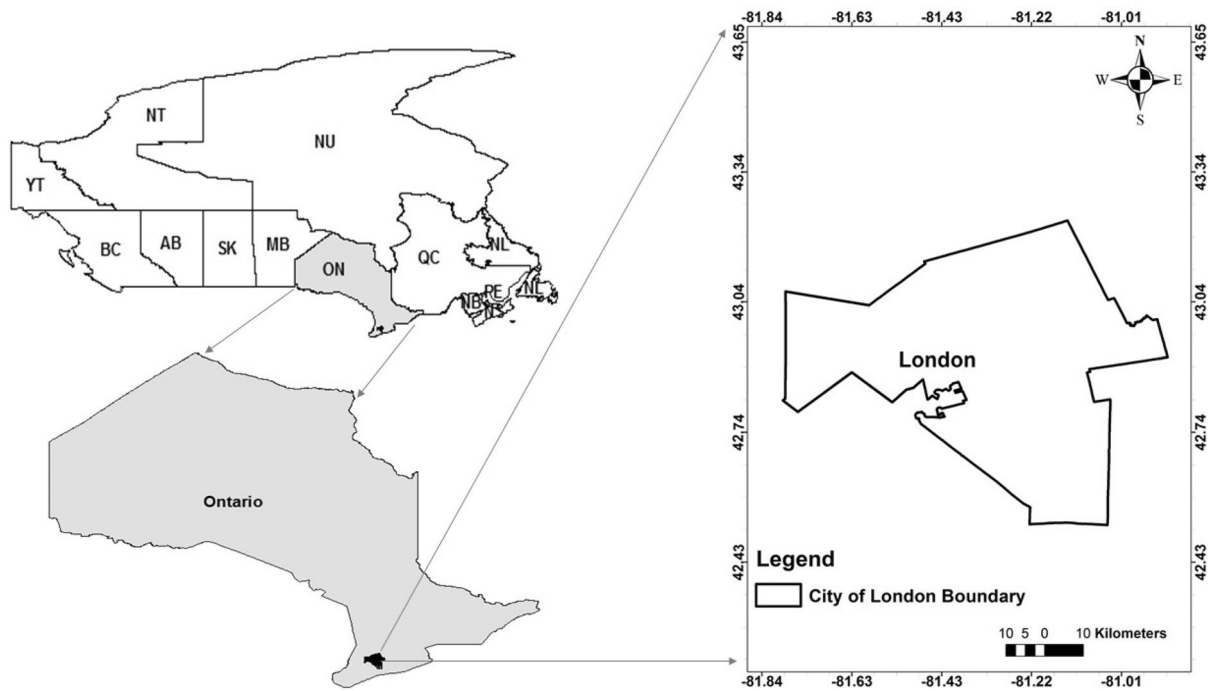 NT
NU
YT
BC
AB
SK
MB
ON
QC
NL
PE
NL
NB
NS
Ontario
-81.84 -81.63 -81.43 -81.22 -81.01
43.65
43.34
43.04
42.74
42.43
43.65
43.34
43.04
42.74
42.43
N
W E
S
London
Legend
City of London Boundary
10 5 0 10 Kilometers
-81.84 -81.63 -81.43 -81.22 -81.01